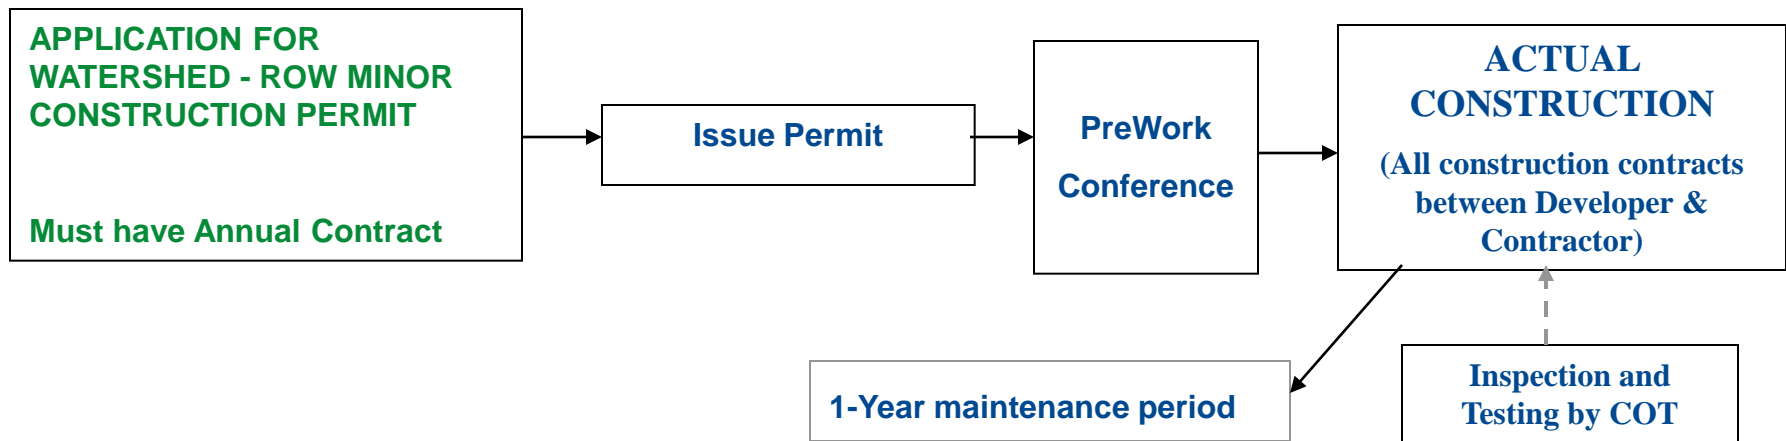 APPLICATION FOR
WATERSHED - ROW MINOR
CONSTRUCTION PERMIT
Must have Annual Contract
Issue Permit
PreWork
Conference
ACTUAL
CONSTRUCTION
(All construction contracts
between Developer &
Contractor)
1-Year maintenance period
Inspection and
Testing by COT